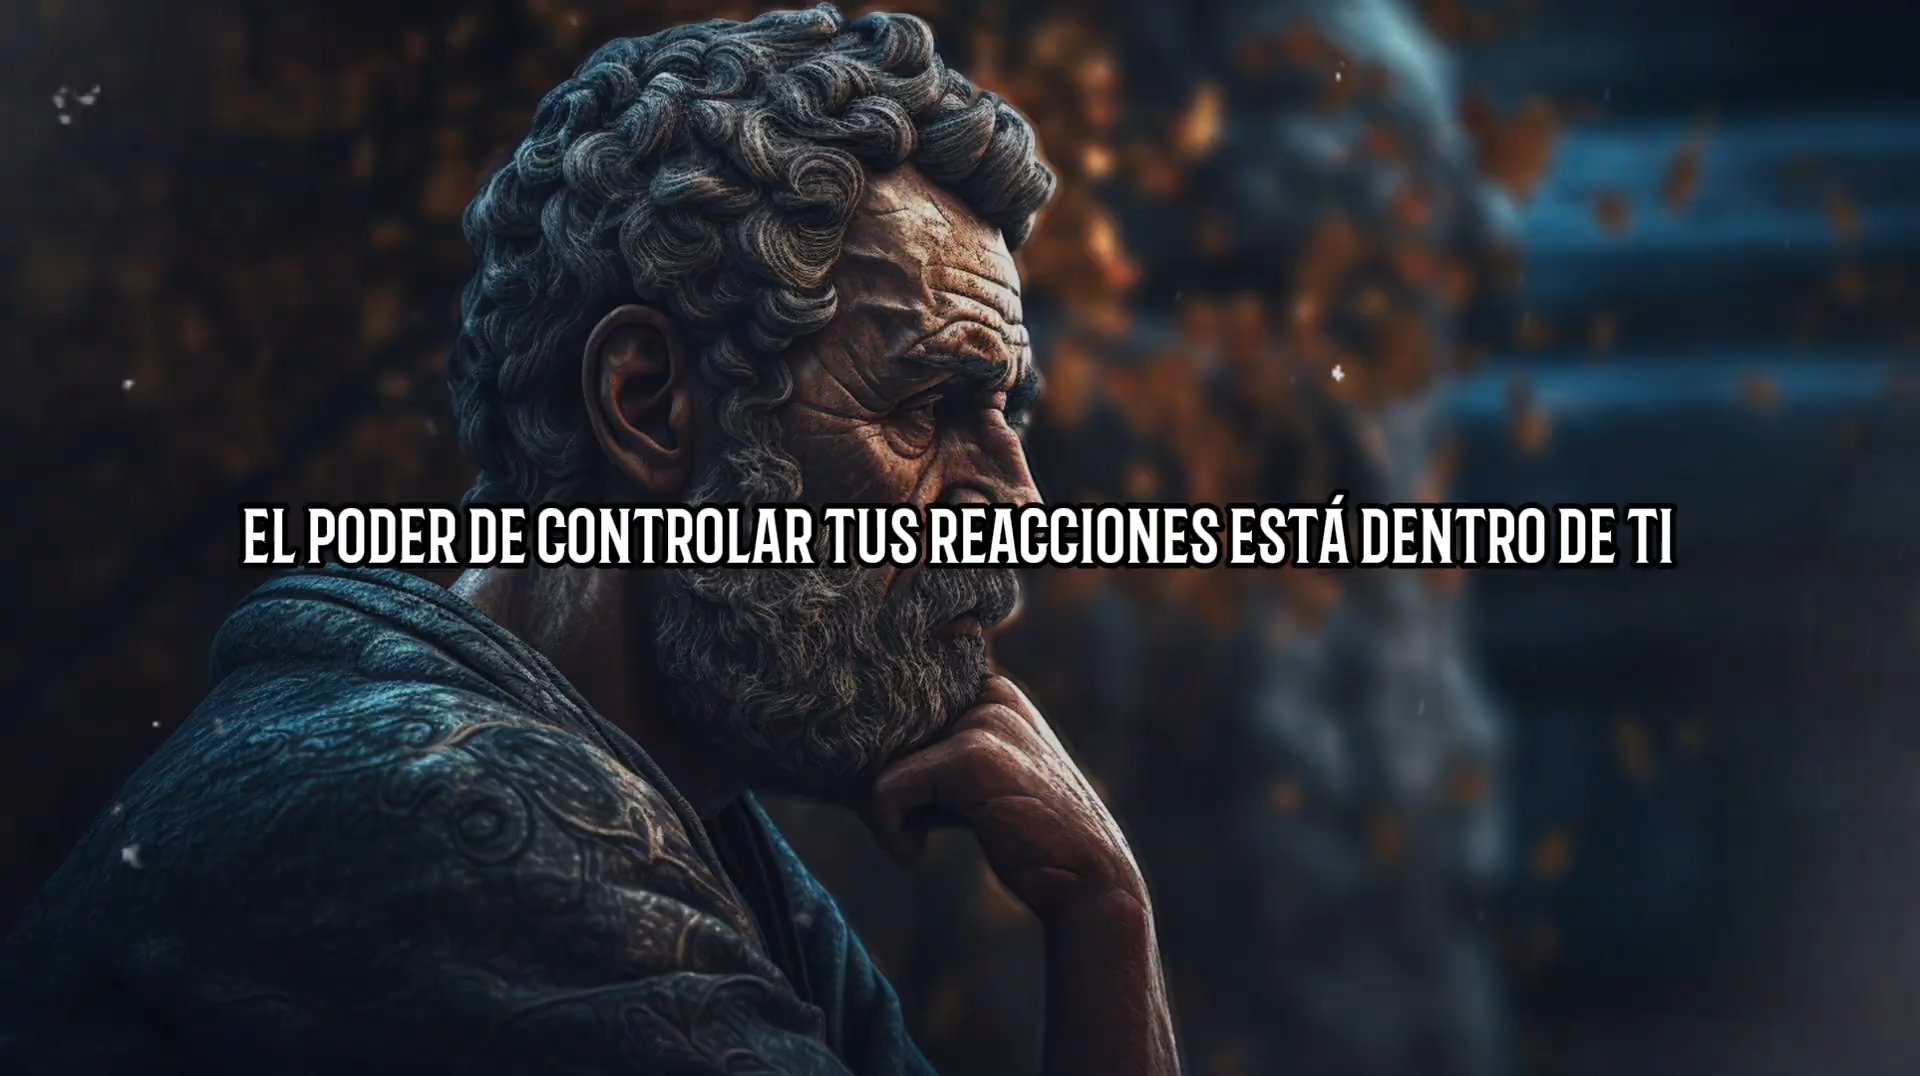 EL PODER DE CONTROLAR TUS REACCIONES ESTÁ DENTRO DE TI